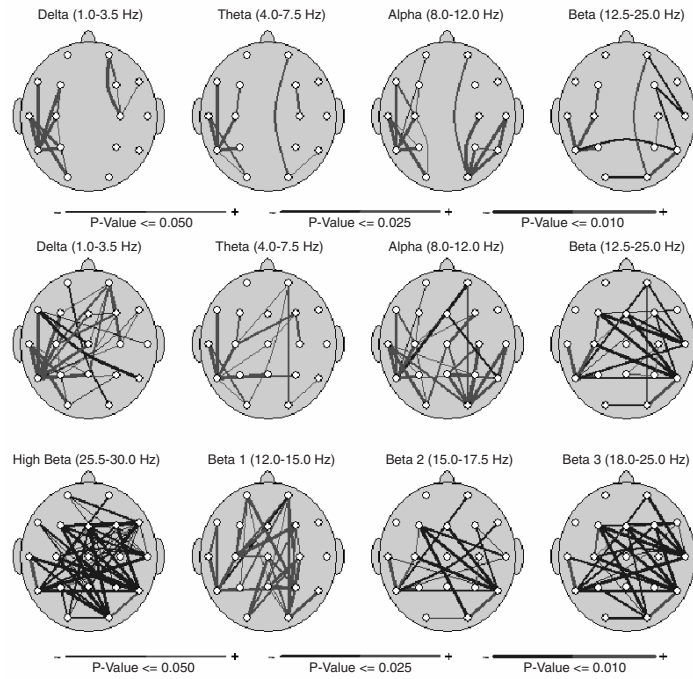 Delta (1.0-3.5 Hz) Theta (4.0-7.5 Hz) Alpha (8.0-12.0 Hz) Beta (12.5-25.0 Hz)
- + - + - +
P-Value <= 0.050 P-Value <= 0.025 P-Value <= 0.010
Delta (1.0-3.5 Hz) Theta (4.0-7.5 Hz) Alpha (8.0-12.0 Hz) Beta (12.5-25.0 Hz)
High Beta (25.5-30.0 Hz) Beta 1 (12.0-15.0 Hz) Beta 2 (15.0-17.5 Hz) Beta 3 (18.0-25.0 Hz)
- + - + - +
P-Value <= 0.050 P-Value <= 0.025 P-Value <= 0.010